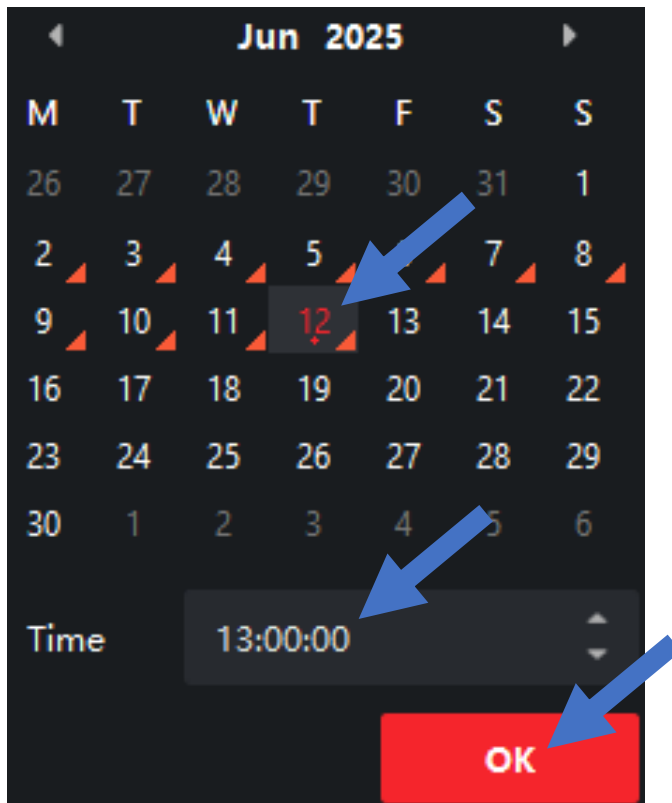 Jun 2025
M T W T F S S
26 27 28 29 30 31 1
2 3 4 5 7 8
9 10 11 12 13 14 15
16 17 18 19 20 21 22
23 24 25 26 27 28 29
30 1 2 3 4 5 6
Time 13:00:00
OK